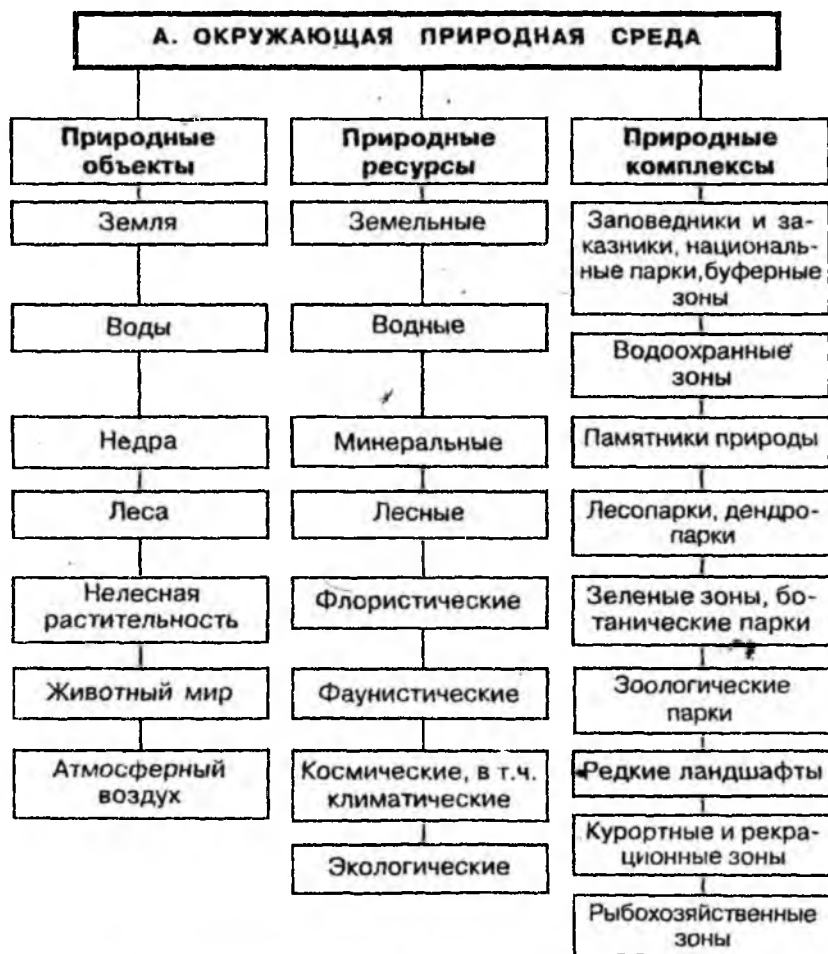 А. ОКРУЖАЮЩАЯ ПРИРОДНАЯ СРЕДА
Природные
объекты
Земля
Воды
Недра
Леса
Нелесная
растительность
Животный мир
Атмосферный
воздух
Природные
ресурсы
Земельные
Водные
Минеральные
Лесные
Флористические
Фаунистические
Космические, в т.ч.
климатические
Экологические
Природные
комплексы
Заповедники и за-
казники, националь-
ные парки, буферные
зоны
Водоохранные
зоны
Памятники природы
Лесопарки, дендро-
парки
Зеленые зоны, бо-
танические парки
Зоологические
парки
Редкие ландшафты
Курортные и рекра-
ционные зоны
Рыбохозяйственные
зоны